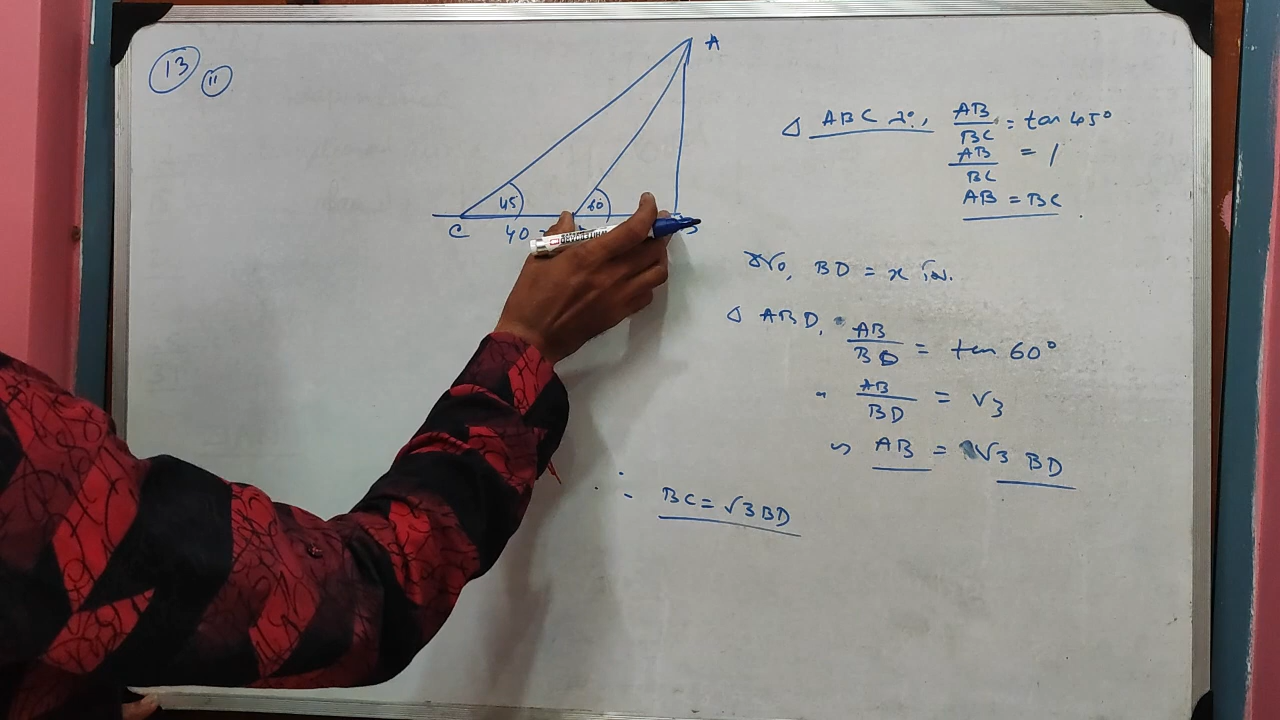 13 11
A
45
60
C
40
△ ABC
AB/BC = tan 45°
AB/BC = 1
AB = BC
BD = x
△ ABD, AB/BD = tan 60°
AB/BD = √3
AB = √3 BD
∴ BC = √3 BD